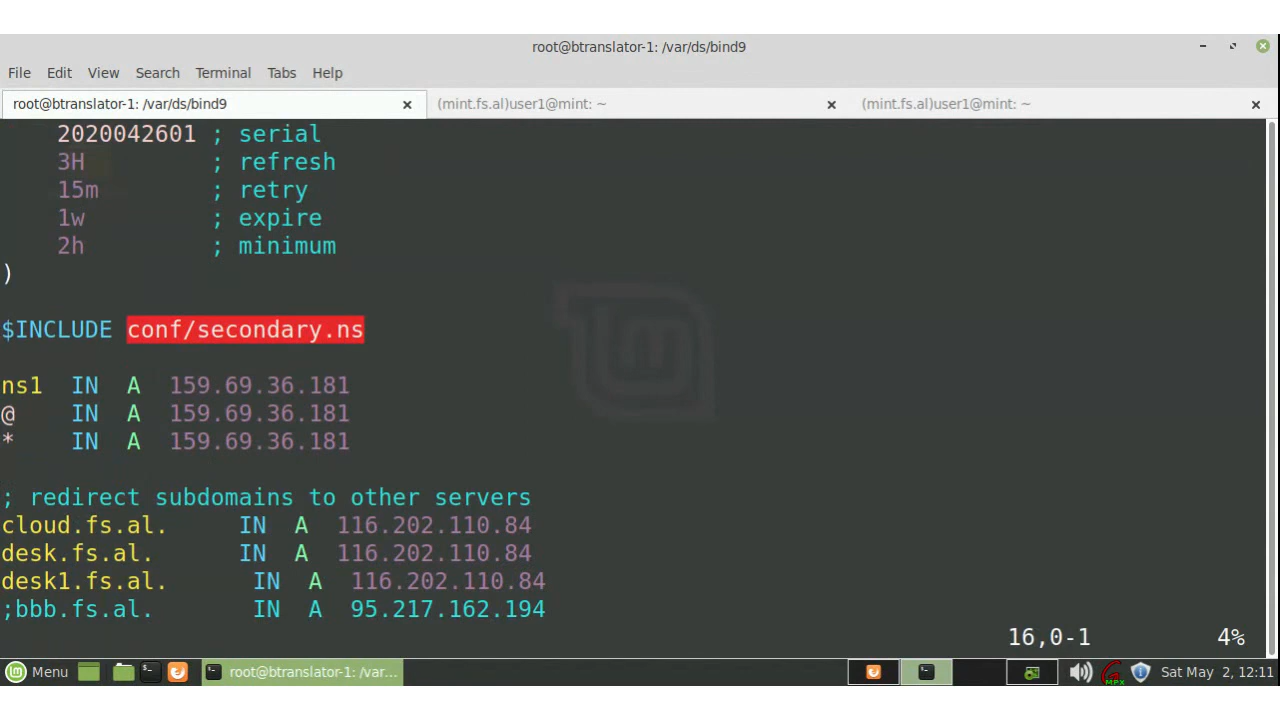 root@btranslator-1: /var/ds/bind9
File Edit View Search Terminal Tabs Help
root@btranslator-1: /var/ds/bind9 × (mint.fs.al)user1@mint: ~ × (mint.fs.al)user1@mint: ~ ×
2020042601 ; serial
3H ; refresh
15m ; retry
1w ; expire
2h ; minimum
)
$INCLUDE conf/secondary.ns
ns1 IN A 159.69.36.181
@ IN A 159.69.36.181
* IN A 159.69.36.181
; redirect subdomains to other servers
cloud.fs.al. IN A 116.202.110.84
desk.fs.al. IN A 116.202.110.84
desk1.fs.al. IN A 116.202.110.84
;bbb.fs.al. IN A 95.217.162.194
16,0-1 4%
Menu root@btranslator-1: /var... MPX Sat May 2, 12:11